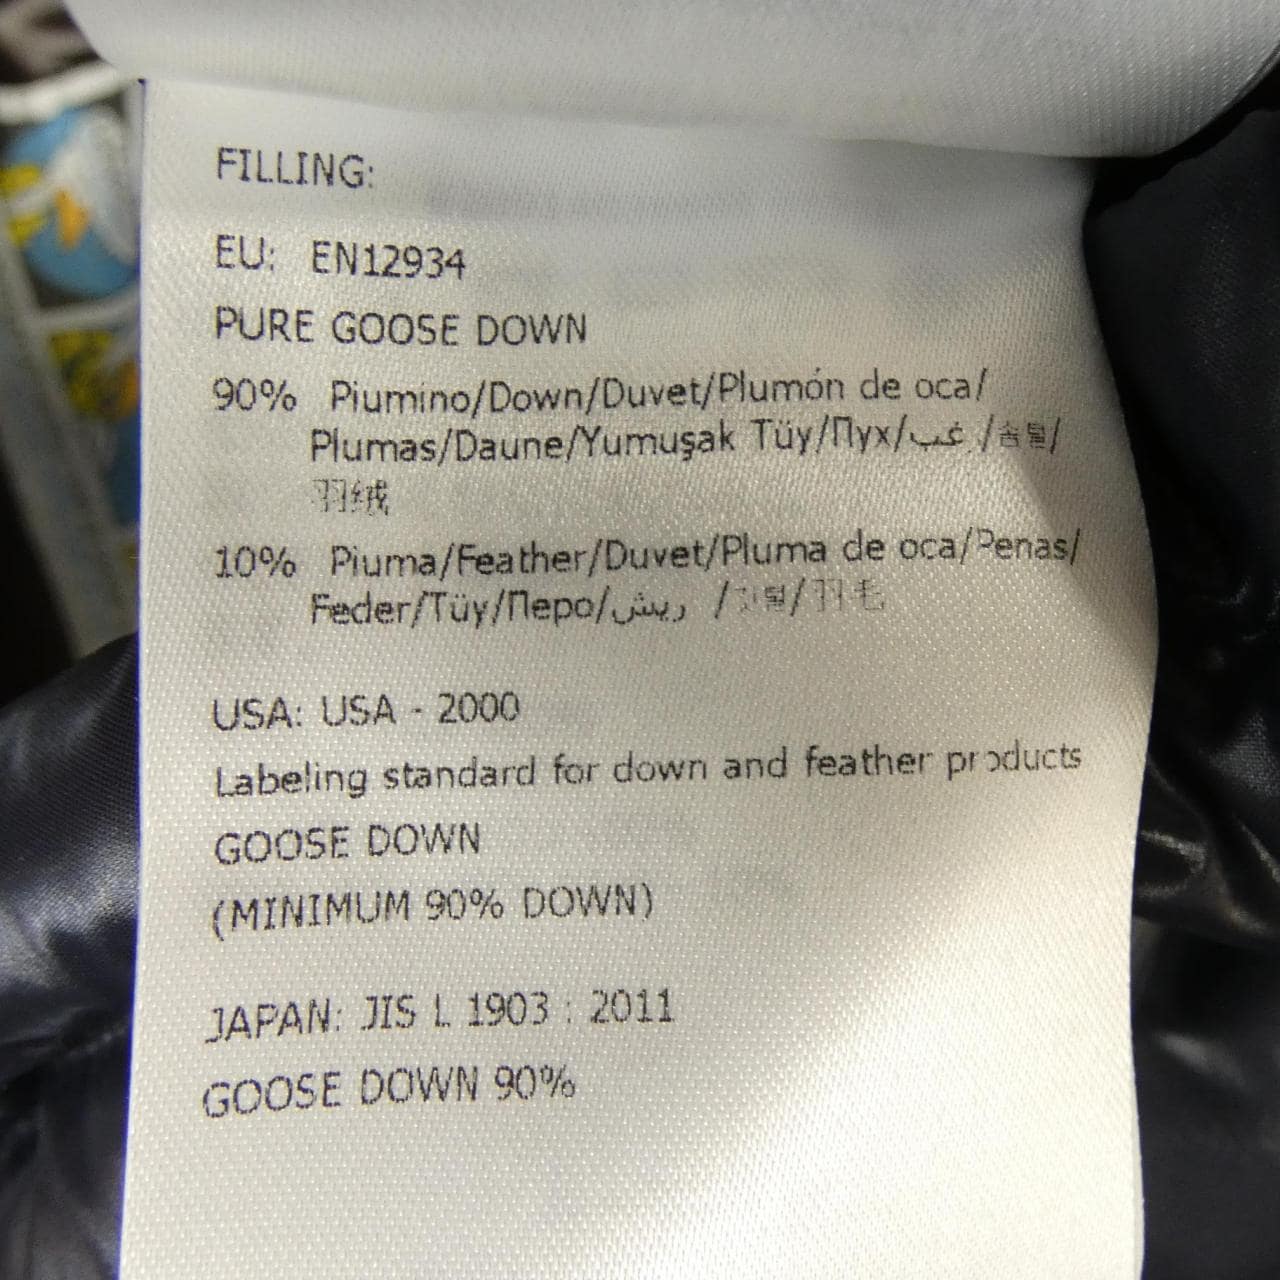 FILLING:
EU: EN12934
PURE GOOSE DOWN
90% Piumino/Down/Duvet/Plumón de oca/
Plumas/Daune/Yumuşak Tüy/Пух/زغب/솜털/
羽绒
10% Piuma/Feather/Duvet/Pluma de oca/Penas/
Feder/Tüy/Перо/ريش /깃털/羽毛
USA: USA - 2000
Labeling standard for down and feather products
GOOSE DOWN
(MINIMUM 90% DOWN)
JAPAN: JIS L 1903 : 2011
GOOSE DOWN 90%